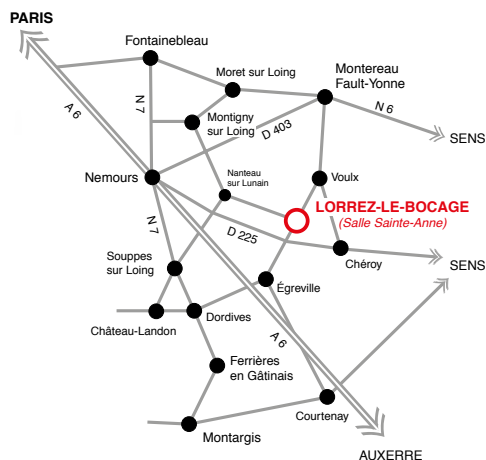 PARIS
Fontainebleau
Moret sur Loing
Montereau
Fault-Yonne
A 6
N 7
Montigny
sur Loing
D 403
N 6
SENS
Nemours
Nanteau
sur Lunain
Voulx
LORREZ-LE-BOCAGE
(Salle Sainte-Anne)
N 7
D 225
Souppes
sur Loing
Chéroy
SENS
Égreville
Château-Landon
Dordives
A 6
Ferrières
en Gâtinais
Courtenay
Montargis
AUXERRE